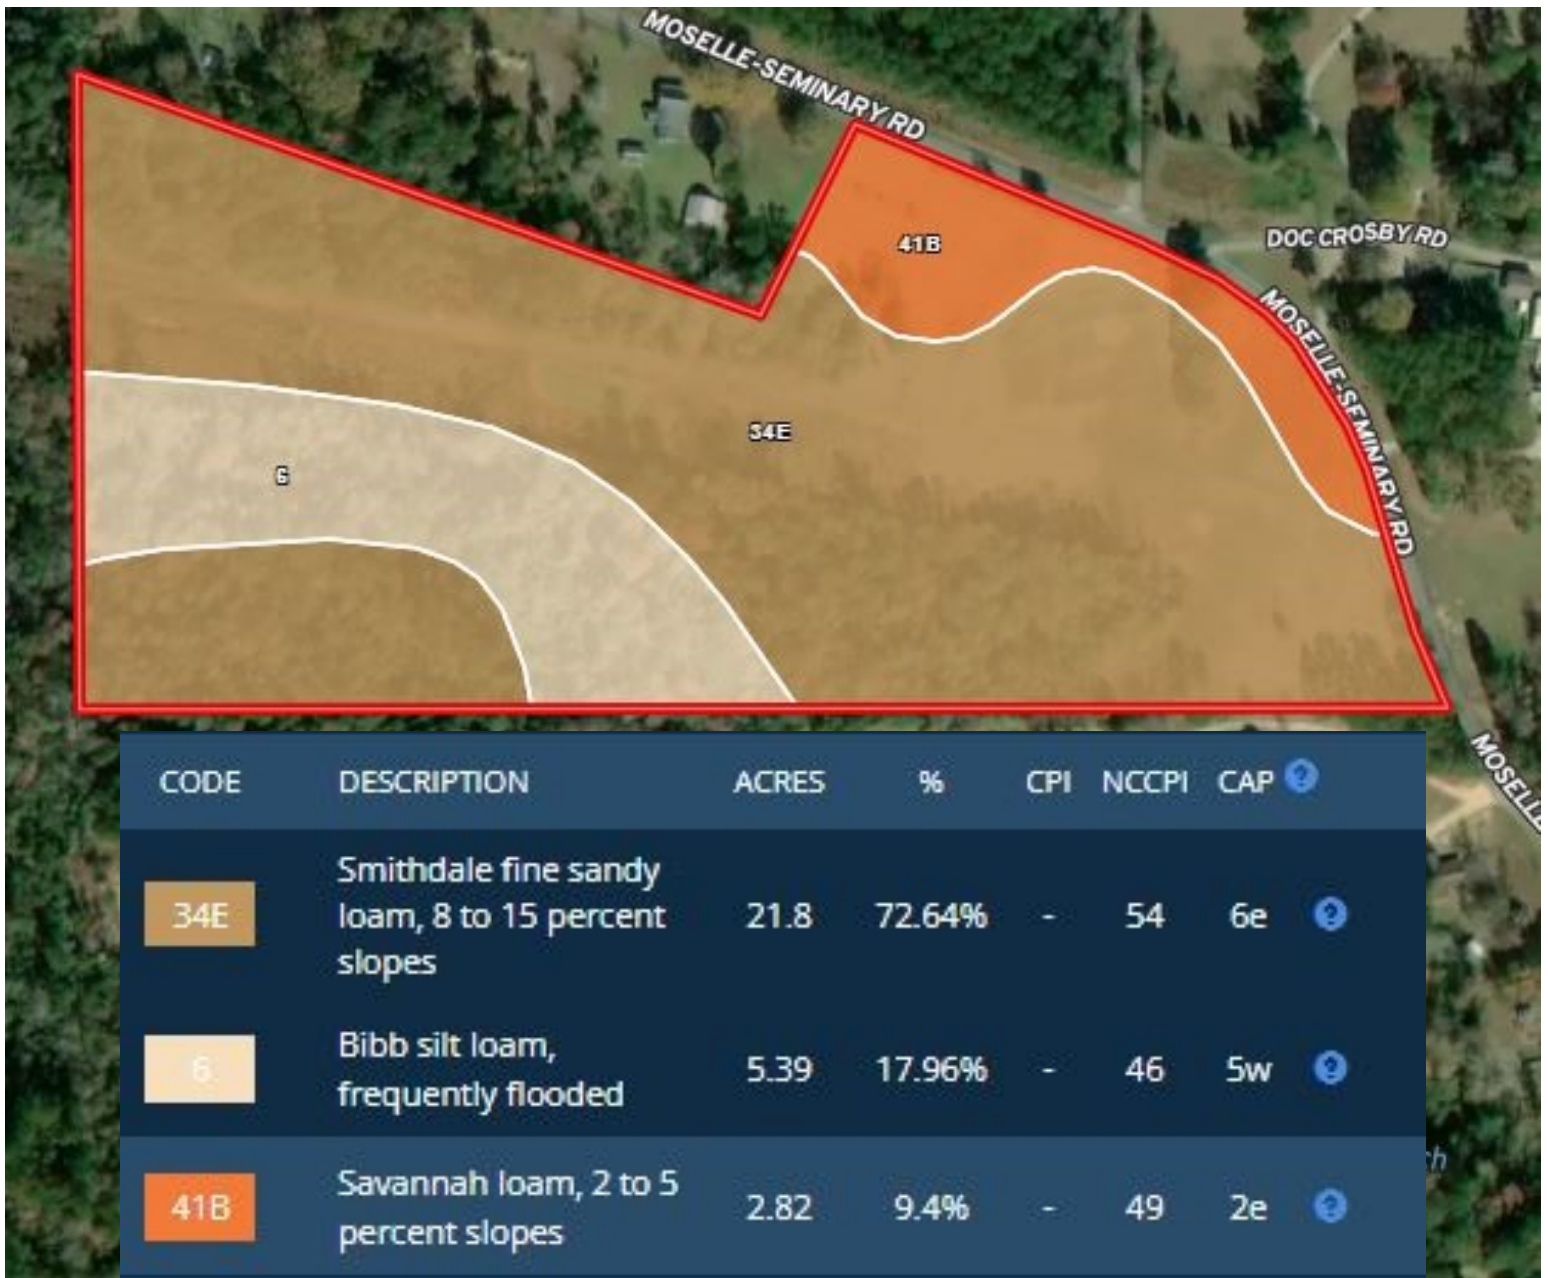 MOSELLE-SEMINARY RD
41B
DOC CROSBY RD
MOSELLE-SEMINARY RD
34E
6
MOSELLE
CODE DESCRIPTION ACRES % CPI NCCPI CAP ?
Smithdale fine sandy
34E loam, 8 to 15 percent 21.8 72.64% - 54 6e ?
slopes
Bibb silt loam,
6 5.39 17.96% - 46 5w ?
frequently flooded
Savannah loam, 2 to 5
41B 2.82 9.4% - 49 2e ?
percent slopes